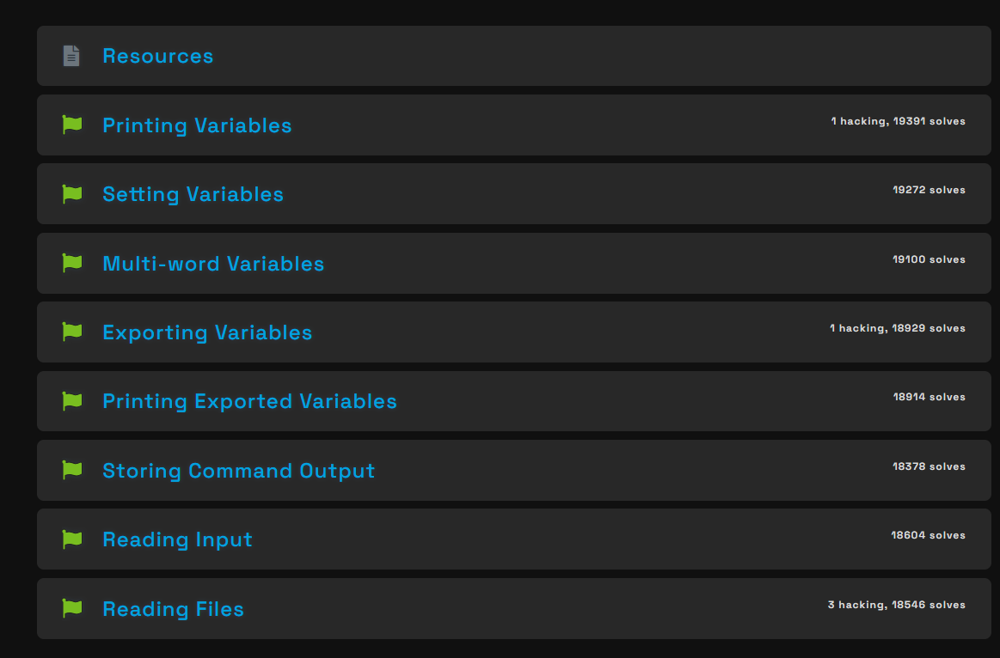 Resources
Printing Variables
1 hacking, 19391 solves
Setting Variables
19272 solves
Multi-word Variables
19100 solves
Exporting Variables
1 hacking, 18929 solves
Printing Exported Variables
18914 solves
Storing Command Output
18378 solves
Reading Input
18604 solves
Reading Files
3 hacking, 18546 solves